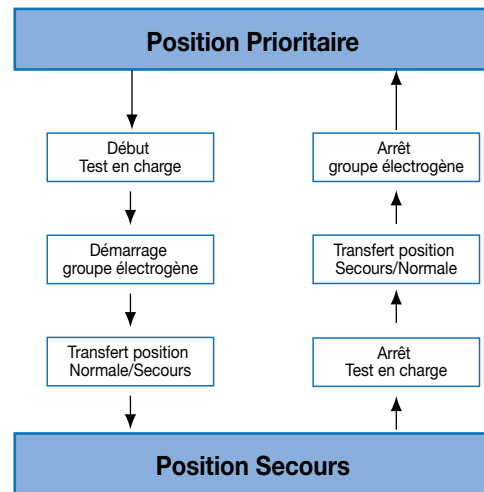 Position Prioritaire
Début
Test en charge
Démarrage
groupe électrogène
Transfert position
Normale/Secours
Arrêt
groupe électrogène
Transfert position
Secours/Normale
Arrêt
Test en charge
Position Secours